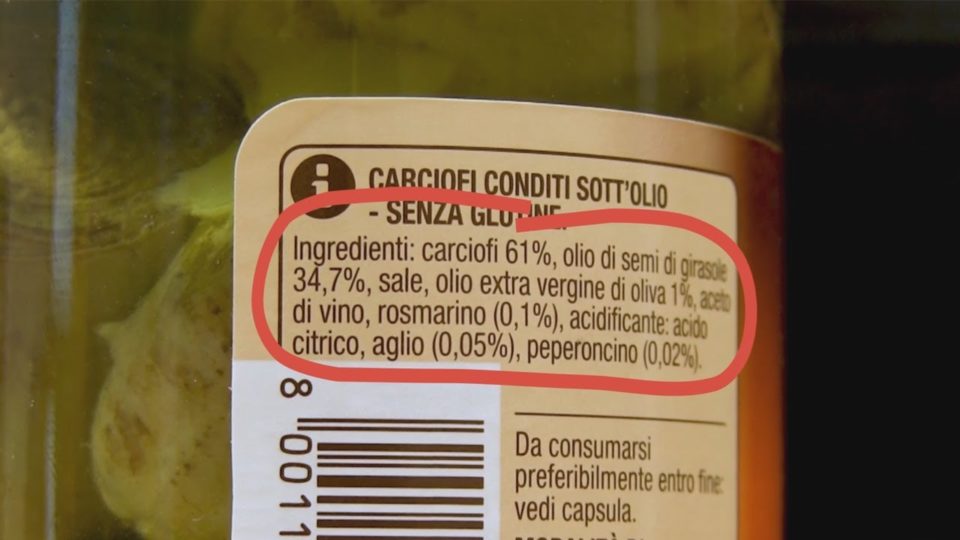 CARCIOFI CONDITI SOTT'OLIO
- SENZA GLUTINE.
Ingredienti: carciofi 61%, olio di semi di girasole
34,7%, sale, olio extra vergine di oliva 1%, aceto
di vino, rosmarino (0,1%), acidificante: acido
citrico, aglio (0,05%), peperoncino (0,02%).
8 0011
Da consumarsi
preferibilmente entro fine:
vedi capsula.